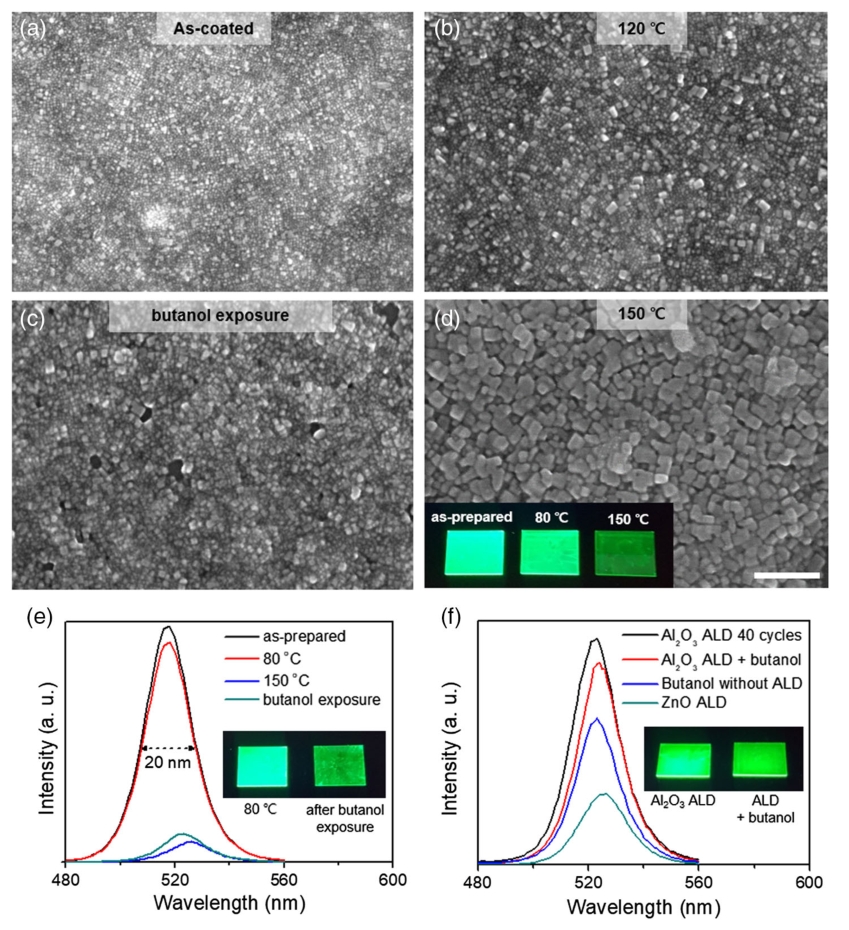 (a) As-coated
(b) 120 ℃
(c) butanol exposure
(d) 150 ℃
as-prepared 80 ℃ 150 ℃
(e)
Intensity (a. u.)
as-prepared
80 °C
150 °C
butanol exposure
20 nm
80 ℃ after butanol
exposure
480 520 560 600
Wavelength (nm)
(f)
Intensity (a. u.)
Al₂O₃ ALD 40 cycles
Al₂O₃ ALD + butanol
Butanol without ALD
ZnO ALD
Al₂O₃ ALD ALD
+ butanol
480 520 560 600
Wavelength (nm)